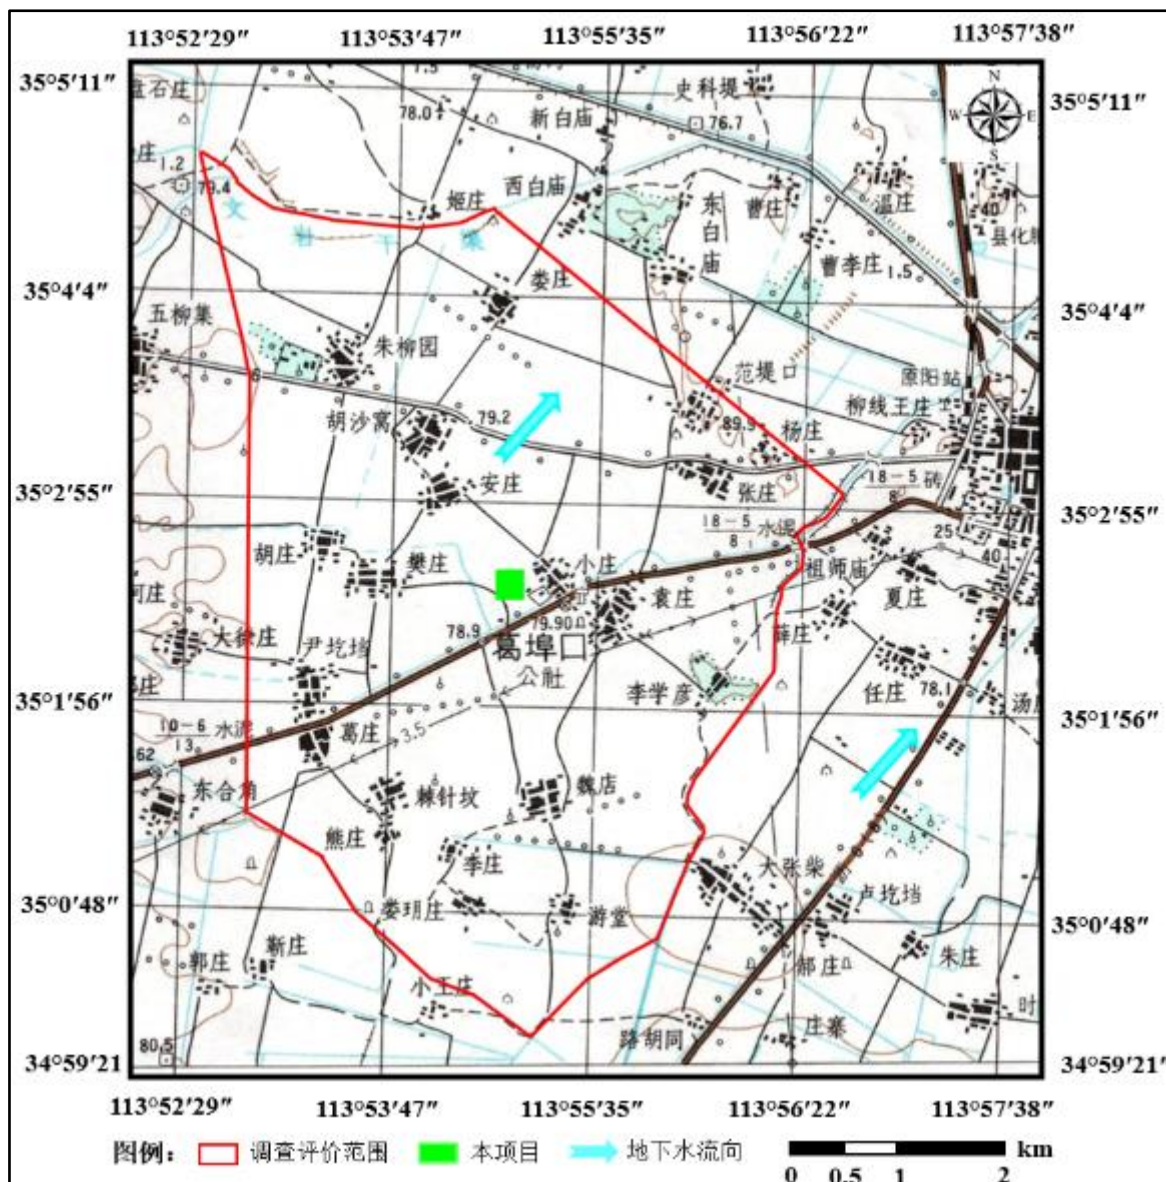 113°52′29″ 113°53′47″ 113°55′35″ 113°56′22″ 113°57′38″
35°5′11″
35°5′11″
N
W E
S
盘石庄
1.5
78.0
新白庙
史科堤
76.7
1.2
79.4
姬庄
西白庙
东白庙
曹庄
温庄
40
文
岩
干
渠
曹李庄
1.5
35°4′4″
35°4′4″
娄庄
五柳集
朱柳园
范堤口
原阳站
柳线王庄
6
胡沙窝
79.2
89.9
杨庄
35°2′55″
35°2′55″
安庄
张庄
18-5 砖
8
18-5 水泥
8
25
40
胡庄
樊庄
小庄
祖师庙
袁庄
夏庄
薛庄
大徐庄
尹圪垱
78.9
79.90
葛埠口
公社
李学彦
任庄
78.1
35°1′56″
35°1′56″
10-6 水泥
13
葛庄
3.5
62
东合角
棘针坟
魏店
熊庄
李庄
大张柴
卢圪垱
35°0′48″
35°0′48″
娄玥庄
游堂
郭庄
靳庄
郝庄
朱庄
小王庄
时
80.5
路胡同
庄寨
34°59′21
34°59′21″
113°52′29″ 113°53′47″ 113°55′35″ 113°56′22″ 113°57′38″
图例： 调查评价范围 本项目 地下水流向 km
0 0.5 1 2